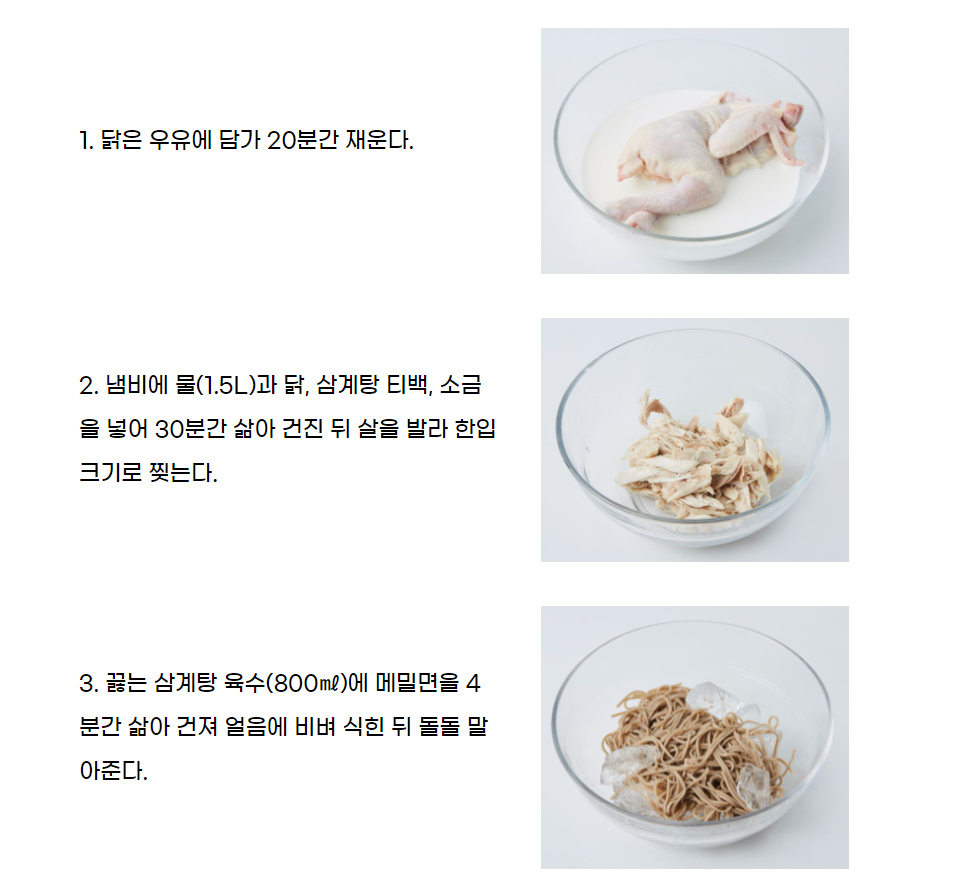 1. 닭은 우유에 담가 20분간 재운다.
2. 냄비에 물(1.5L)과 닭, 삼계탕 티백, 소금
을 넣어 30분간 삶아 건진 뒤 살을 발라 한입
크기로 찢는다.
3. 끓는 삼계탕 육수(800㎖)에 메밀면을 4
분간 삶아 건져 얼음에 비벼 식힌 뒤 돌돌 말
아준다.